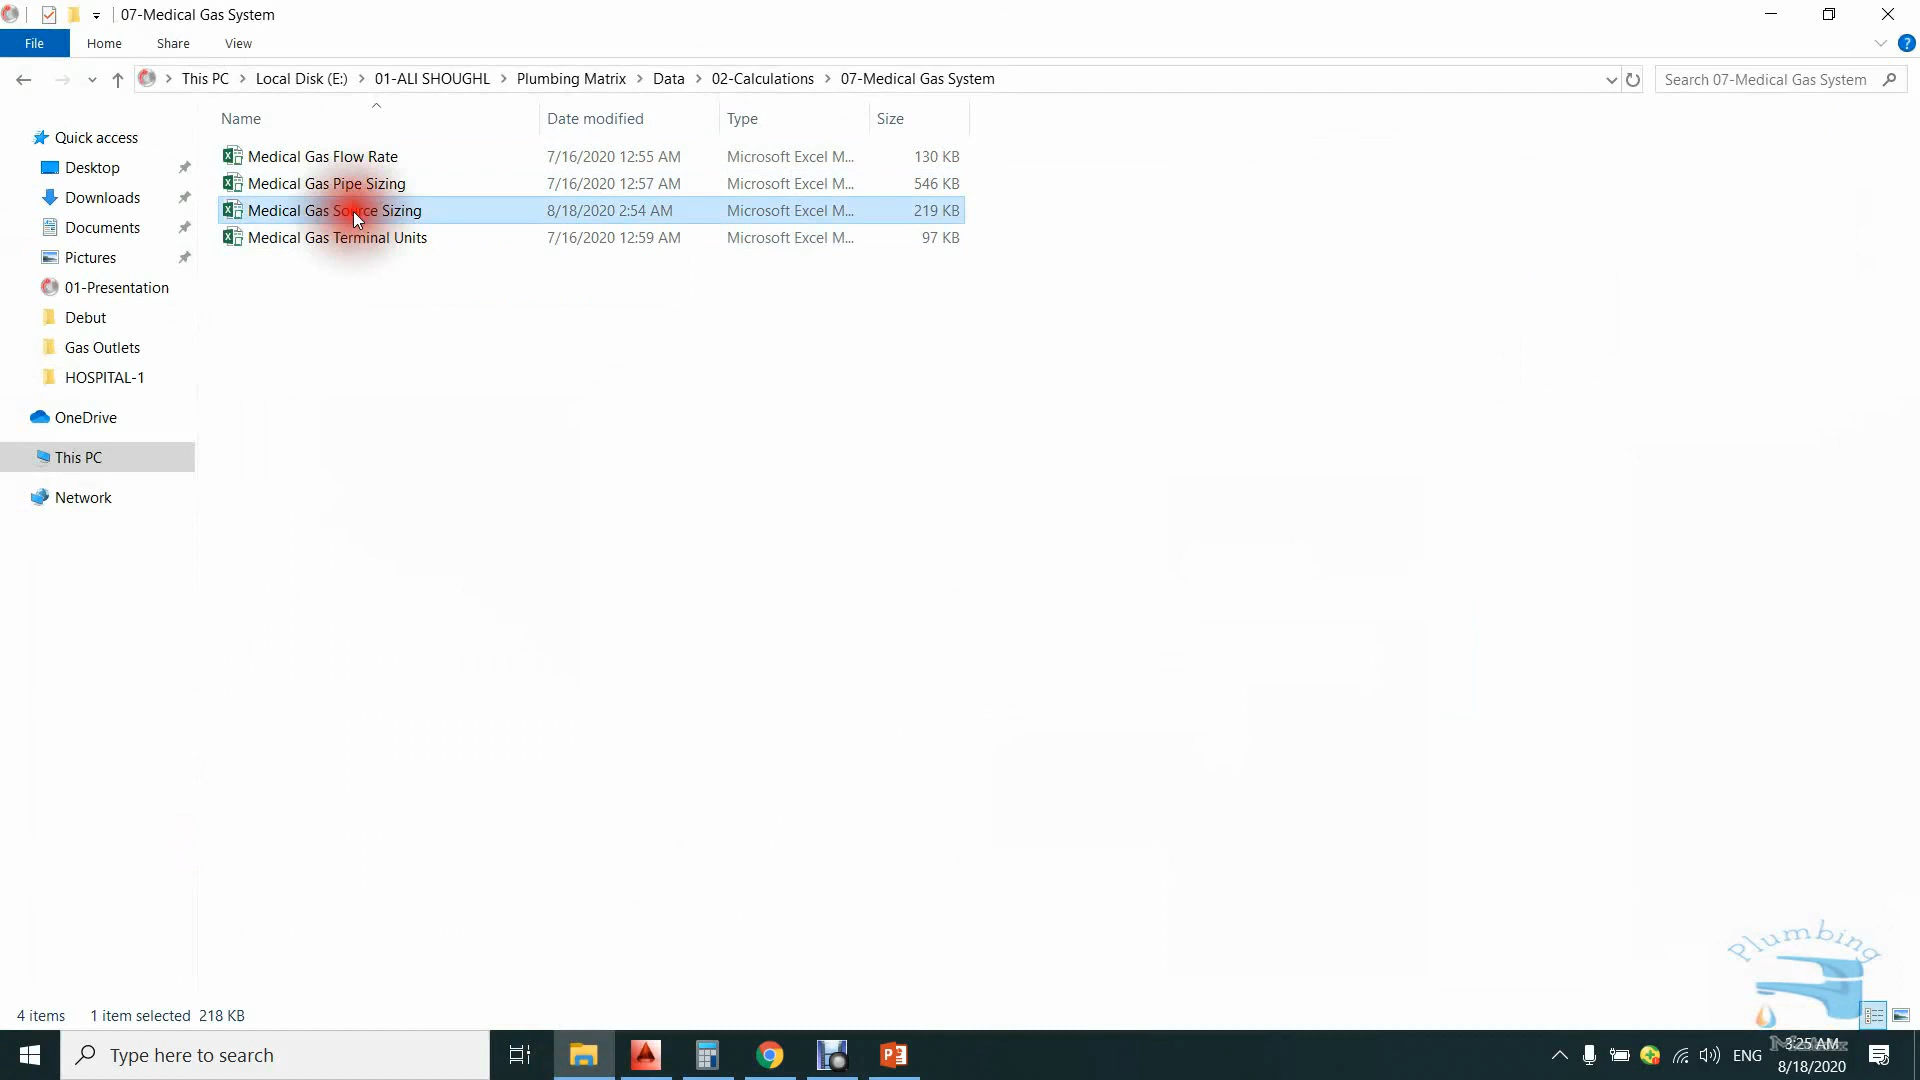 07-Medical Gas System
File Home Share View
This PC Local Disk (E:) 01-ALI SHOUGHL Plumbing Matrix Data 02-Calculations 07-Medical Gas System
Search 07-Medical Gas System
Name Date modified Type Size
Medical Gas Flow Rate 7/16/2020 12:55 AM Microsoft Excel M... 130 KB
Medical Gas Pipe Sizing 7/16/2020 12:57 AM Microsoft Excel M... 546 KB
Medical Gas Source Sizing 8/18/2020 2:54 AM Microsoft Excel M... 219 KB
Medical Gas Terminal Units 7/16/2020 12:59 AM Microsoft Excel M... 97 KB
Quick access
Desktop
Downloads
Documents
Pictures
01-Presentation
Debut
Gas Outlets
HOSPITAL-1
OneDrive
This PC
Network
Plumbing
4 items 1 item selected 218 KB
Type here to search
ENG
3:25 AM
8/18/2020